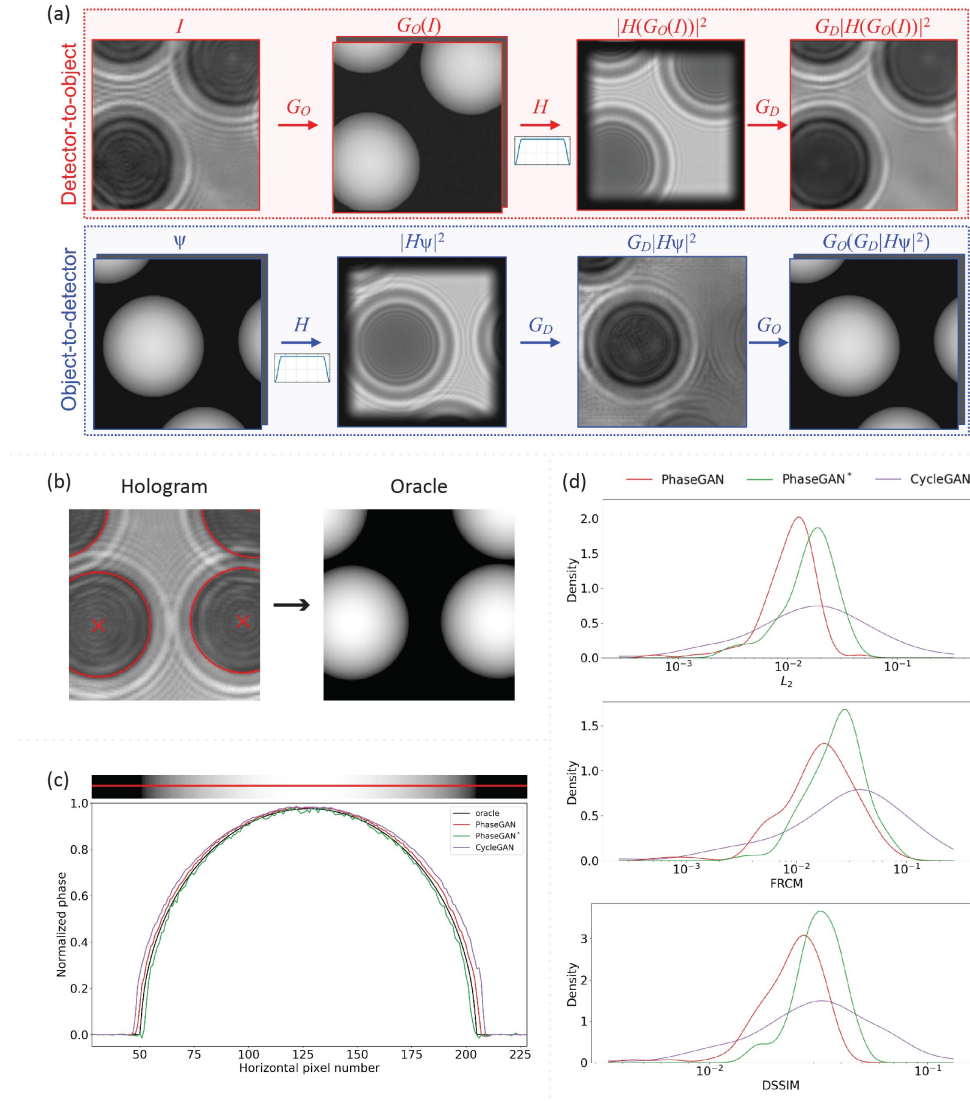 (a)
Detector-to-object
I
G_O(I)
|H(G_O(I))|²
G_D|H(G_O(I))|²
G_O
H
G_D
Object-to-detector
Ψ
|HΨ|²
G_D|HΨ|²
G_O(G_D|HΨ|²)
H
G_D
G_O
(b)
Hologram
Oracle
(c)
oracle
PhaseGAN
PhaseGAN*
CycleGAN
Normalized phase
1.0
0.8
0.6
0.4
0.2
0.0
50 75 100 125 150 175 200 225
Horizontal pixel number
(d)
PhaseGAN PhaseGAN* CycleGAN
Density
2.0
1.5
1.0
0.5
0.0
10⁻³ 10⁻² 10⁻¹
L₂
Density
1.5
1.0
0.5
0.0
10⁻³ 10⁻² 10⁻¹
FRCM
Density
3
2
1
0
10⁻² 10⁻¹
DSSIM